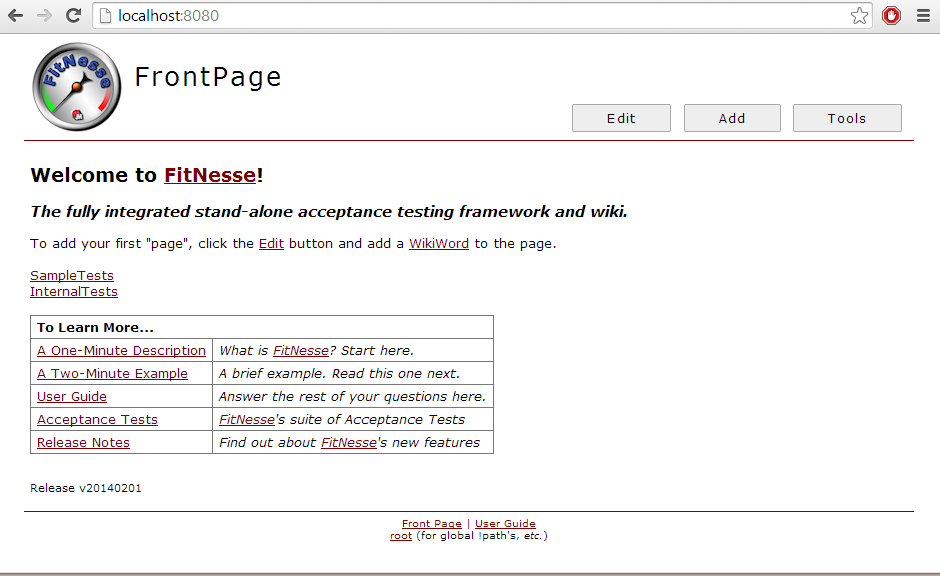 localhost:8080
FitNesse
FrontPage
Edit Add Tools
Welcome to FitNesse!
The fully integrated stand-alone acceptance testing framework and wiki.
To add your first "page", click the Edit button and add a WikiWord to the page.
SampleTests
InternalTests
To Learn More...
A One-Minute Description What is FitNesse? Start here.
A Two-Minute Example A brief example. Read this one next.
User Guide Answer the rest of your questions here.
Acceptance Tests FitNesse's suite of Acceptance Tests
Release Notes Find out about FitNesse's new features
Release v20140201
Front Page | User Guide
root (for global !path's, etc.)